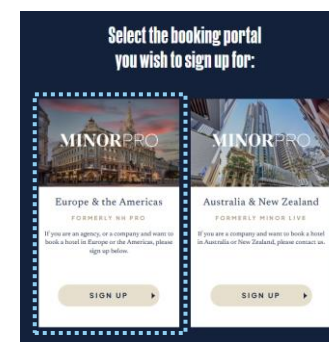 Select the booking portal
you wish to sign up for:
MINORPRO
Europe & the Americas
FORMERLY NH PRO
If you are an agency, or a company and want to
book a hotel in Europe or the Americas, please
sign up below.
SIGN UP
MINORPRO
Australia & New Zealand
FORMERLY MINOR LIVE
If you are a company and want to book a hotel
in Australia or New Zealand, please contact us.
SIGN UP